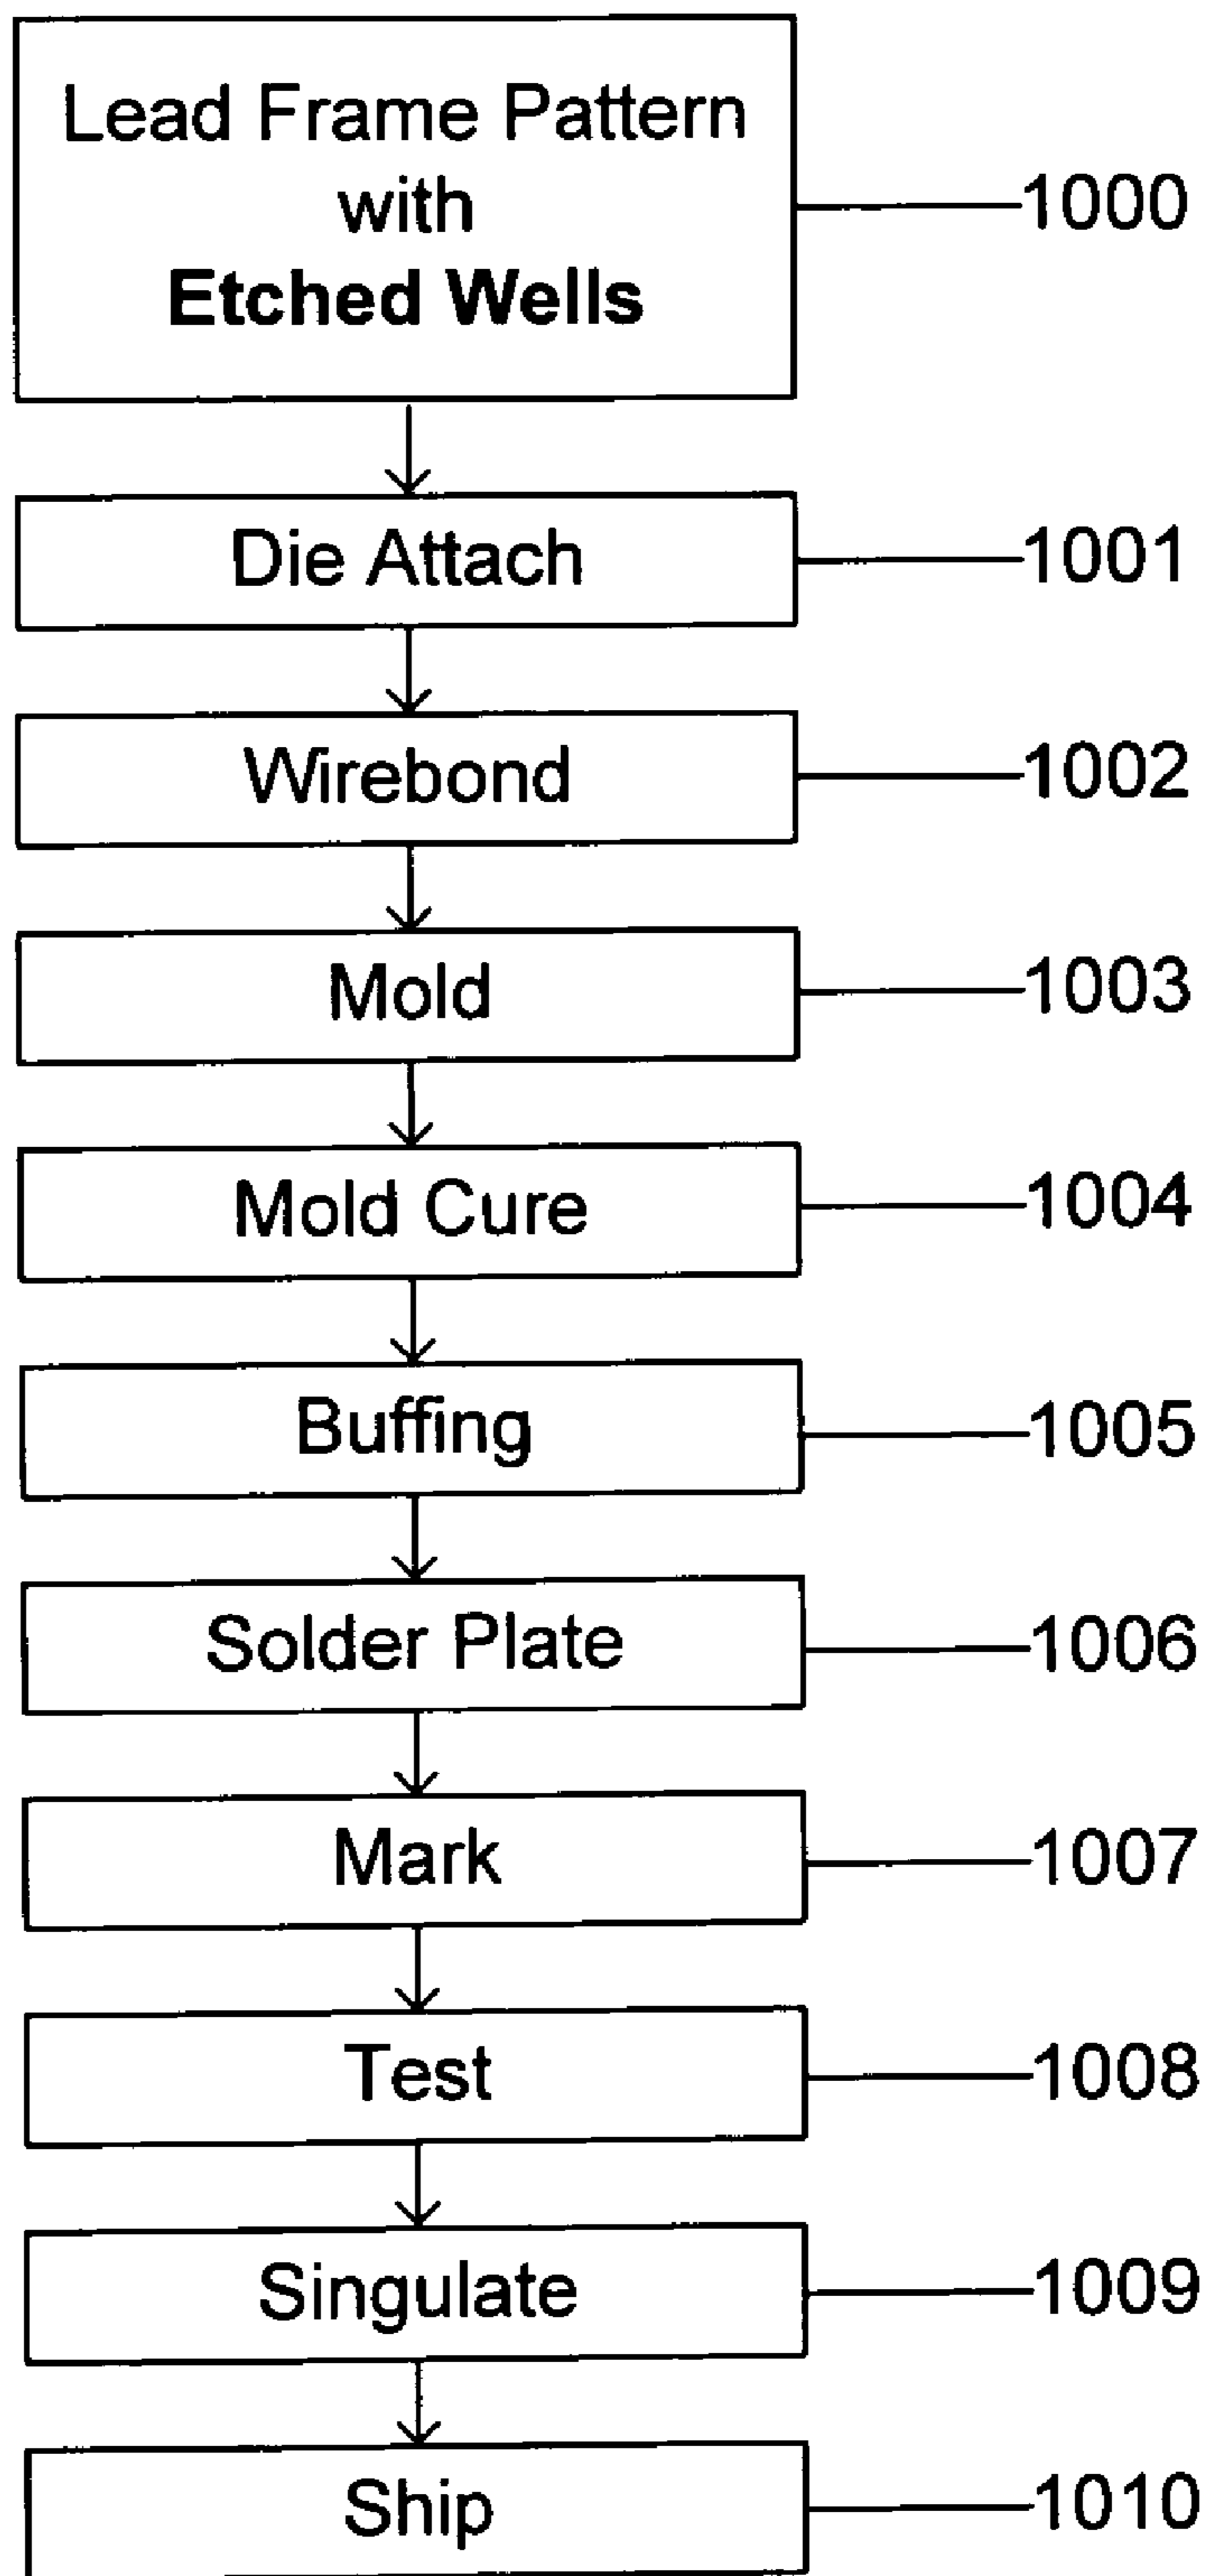 Lead Frame Pattern
with
Etched Wells
1000
Die Attach
1001
Wirebond
1002
Mold
1003
Mold Cure
1004
Buffing
1005
Solder Plate
1006
Mark
1007
Test
1008
Singulate
1009
Ship
1010